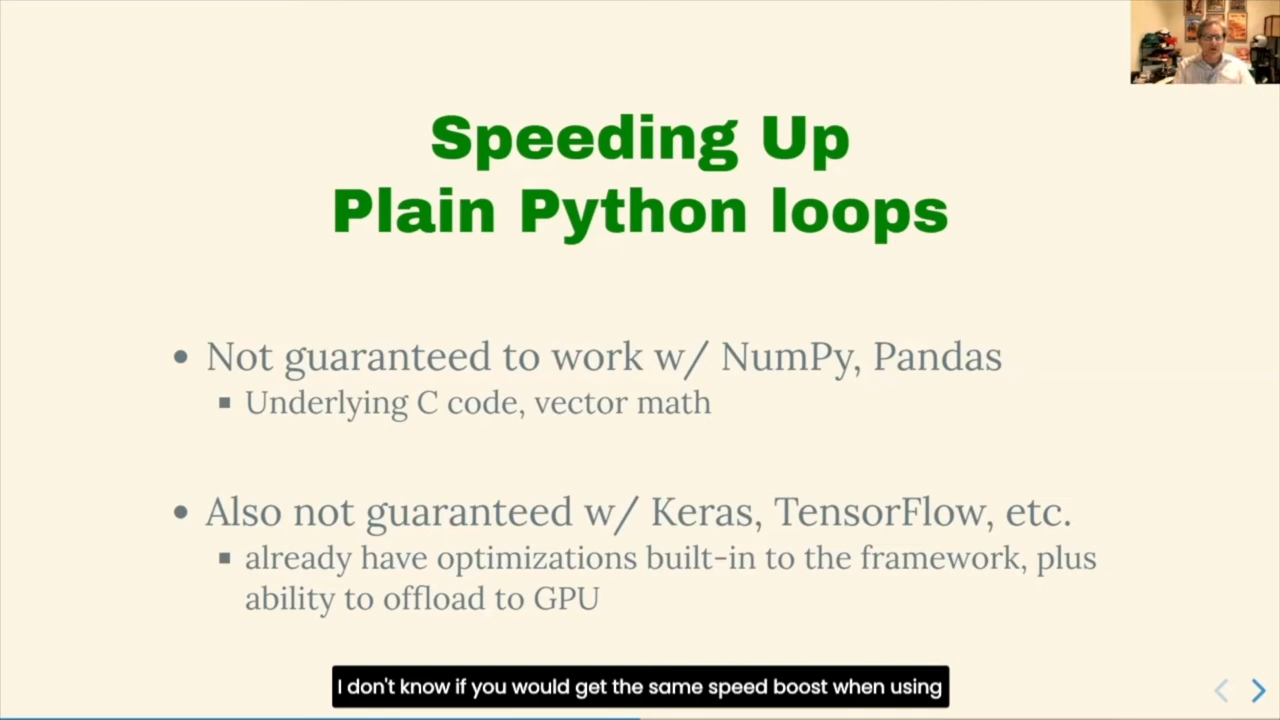 Speeding Up
Plain Python loops
• Not guaranteed to work w/ NumPy, Pandas
▪ Underlying C code, vector math
• Also not guaranteed w/ Keras, TensorFlow, etc.
▪ already have optimizations built-in to the framework, plus
ability to offload to GPU
I don't know if you would get the same speed boost when using